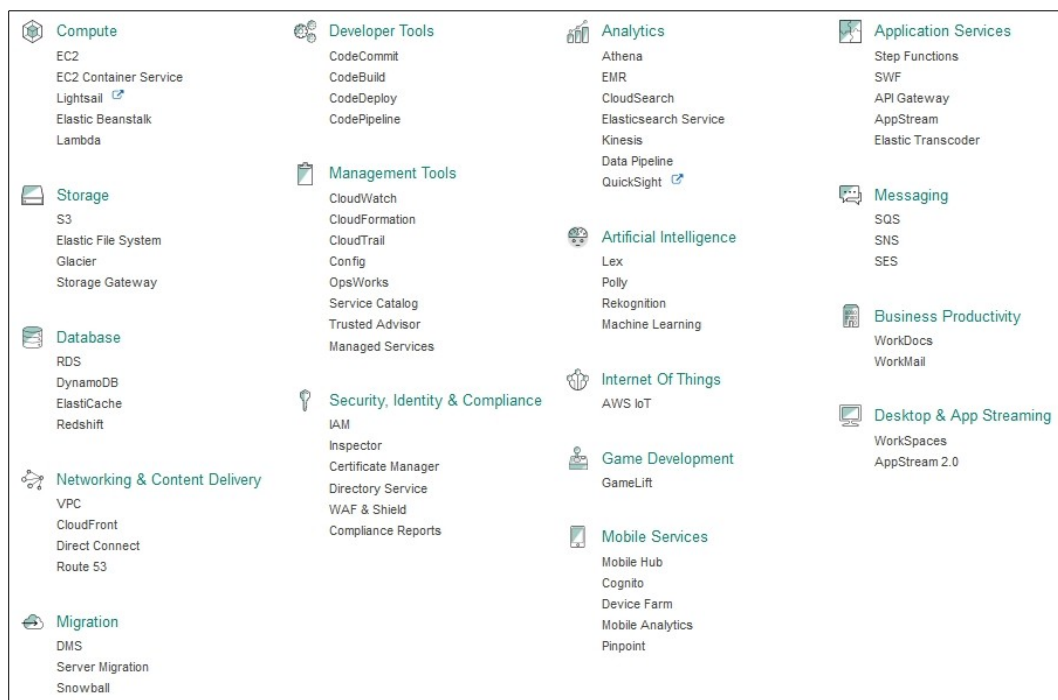 Compute
EC2
EC2 Container Service
Lightsail
Elastic Beanstalk
Lambda
Storage
S3
Elastic File System
Glacier
Storage Gateway
Database
RDS
DynamoDB
ElastiCache
Redshift
Networking & Content Delivery
VPC
CloudFront
Direct Connect
Route 53
Migration
DMS
Server Migration
Snowball
Developer Tools
CodeCommit
CodeBuild
CodeDeploy
CodePipeline
Management Tools
CloudWatch
CloudFormation
CloudTrail
Config
OpsWorks
Service Catalog
Trusted Advisor
Managed Services
Security, Identity & Compliance
IAM
Inspector
Certificate Manager
Directory Service
WAF & Shield
Compliance Reports
Analytics
Athena
EMR
CloudSearch
Elasticsearch Service
Kinesis
Data Pipeline
QuickSight
Artificial Intelligence
Lex
Polly
Rekognition
Machine Learning
Internet Of Things
AWS IoT
Game Development
GameLift
Mobile Services
Mobile Hub
Cognito
Device Farm
Mobile Analytics
Pinpoint
Application Services
Step Functions
SWF
API Gateway
AppStream
Elastic Transcoder
Messaging
SQS
SNS
SES
Business Productivity
WorkDocs
WorkMail
Desktop & App Streaming
WorkSpaces
AppStream 2.0